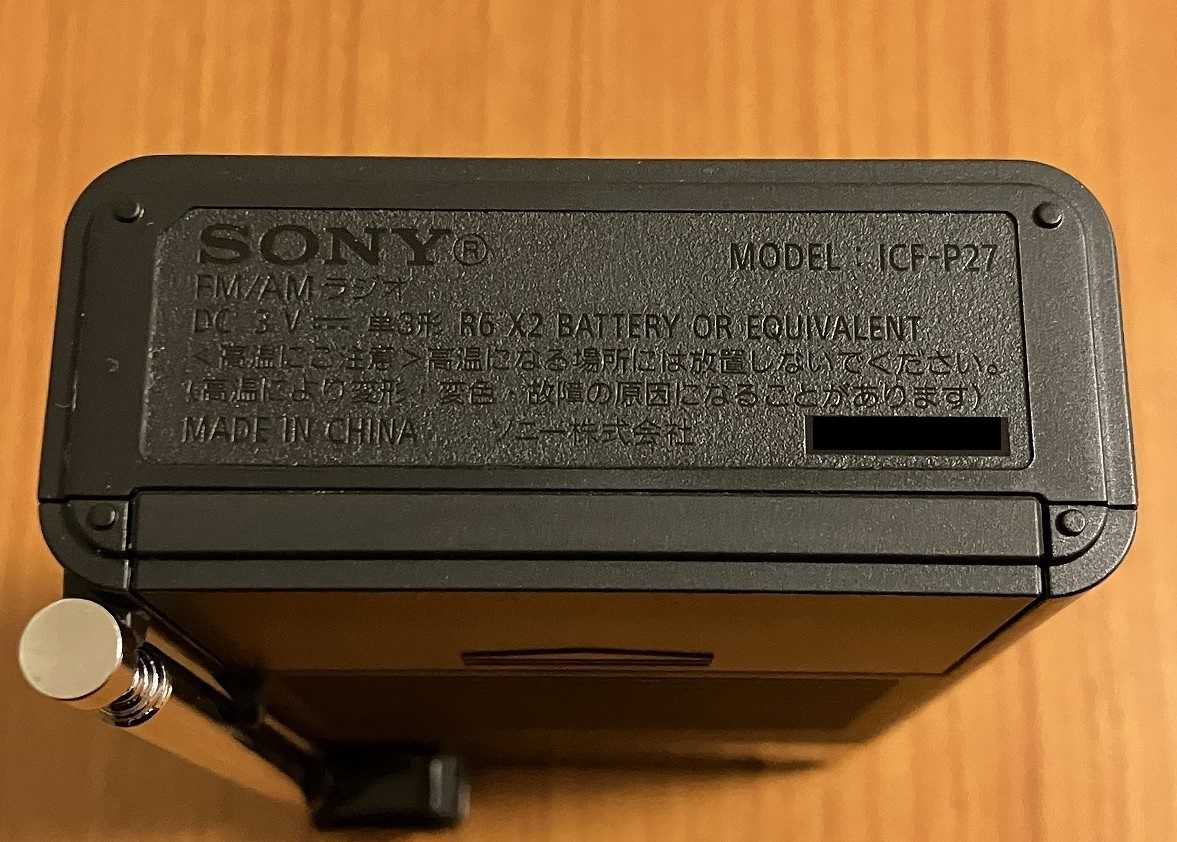 SONY®
MODEL : ICF-P27
FM/AM ラジオ
DC 3 V ⎓ 単3形 R6 X2 BATTERY OR EQUIVALENT
<高温にご注意>高温になる場所には放置しないでください。
(高温により変形・変色・故障の原因になることがあります)
MADE IN CHINA ソニー株式会社